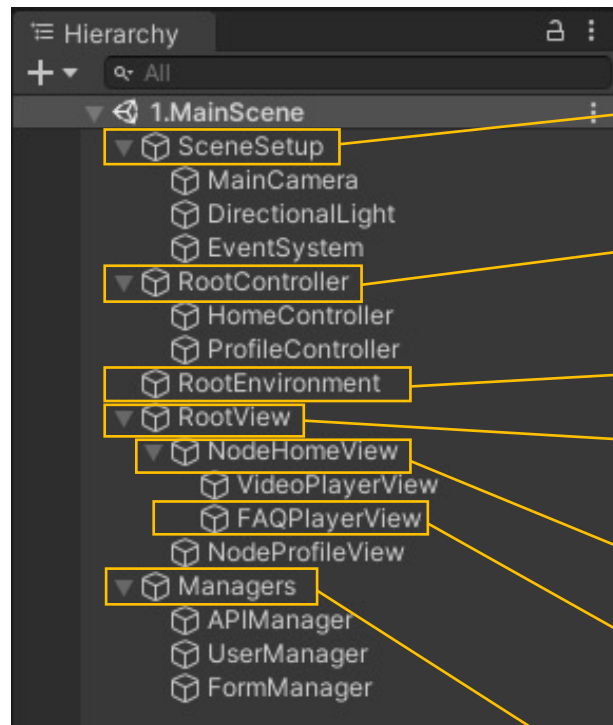 Hierarchy
All
1.MainScene
SceneSetup
MainCamera
DirectionalLight
EventSystem
RootController
HomeController
ProfileController
RootEnvironment
RootView
NodeHomeView
VideoPlayerView
FAQPlayerView
NodeProfileView
Managers
APIManager
UserManager
FormManager